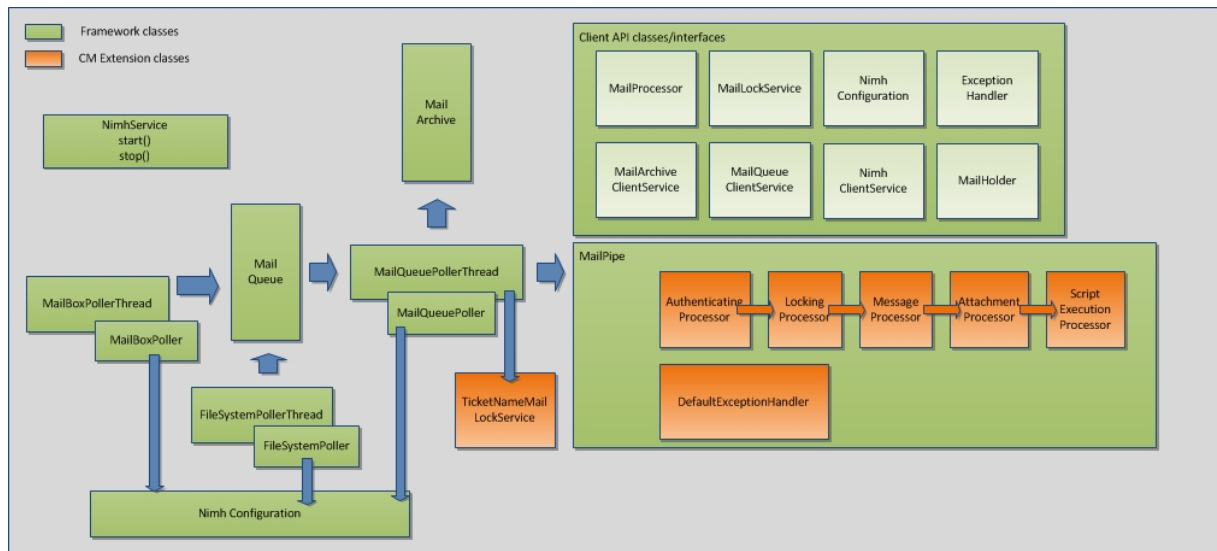 Framework classes
CM Extension classes
NimhService
start()
stop()
Mail
Archive
Client API classes/interfaces
MailProcessor
MailLockService
Nimh
Configuration
Exception
Handler
MailArchive
ClientService
MailQueue
ClientService
Nimh
ClientService
MailHolder
Mail
Queue
MailBoxPollerThread
MailBoxPoller
MailQueuePollerThread
MailQueuePoller
FileSystemPollerThread
FileSystemPoller
TicketNameMail
LockService
Nimh Configuration
MailPipe
Authenticating
Processor
Locking
Processor
Message
Processor
Attachment
Processor
Script
Execution
Processor
DefaultExceptionHandler